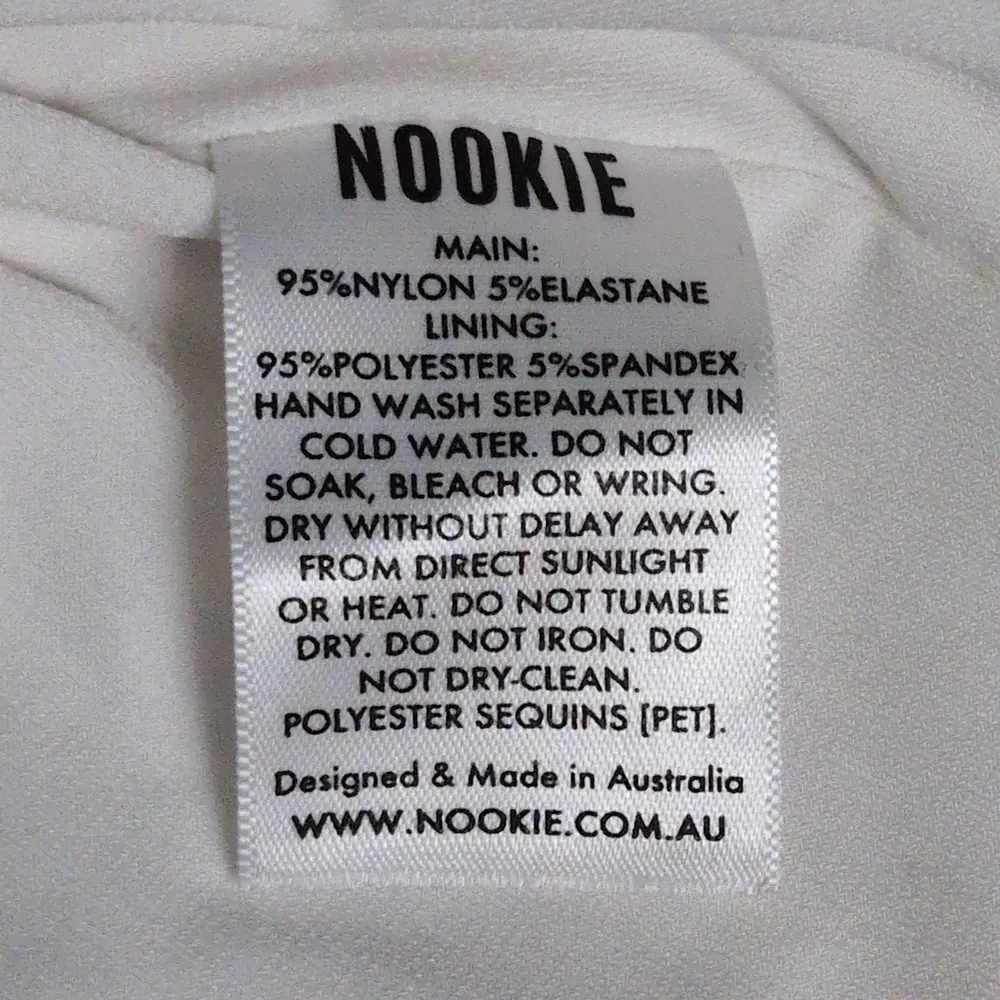 NOOKIE
MAIN:
95%NYLON 5%ELASTANE
LINING:
95%POLYESTER 5%SPANDEX
HAND WASH SEPARATELY IN
COLD WATER. DO NOT
SOAK, BLEACH OR WRING.
DRY WITHOUT DELAY AWAY
FROM DIRECT SUNLIGHT
OR HEAT. DO NOT TUMBLE
DRY. DO NOT IRON. DO
NOT DRY-CLEAN.
POLYESTER SEQUINS [PET].
Designed & Made in Australia
WWW.NOOKIE.COM.AU